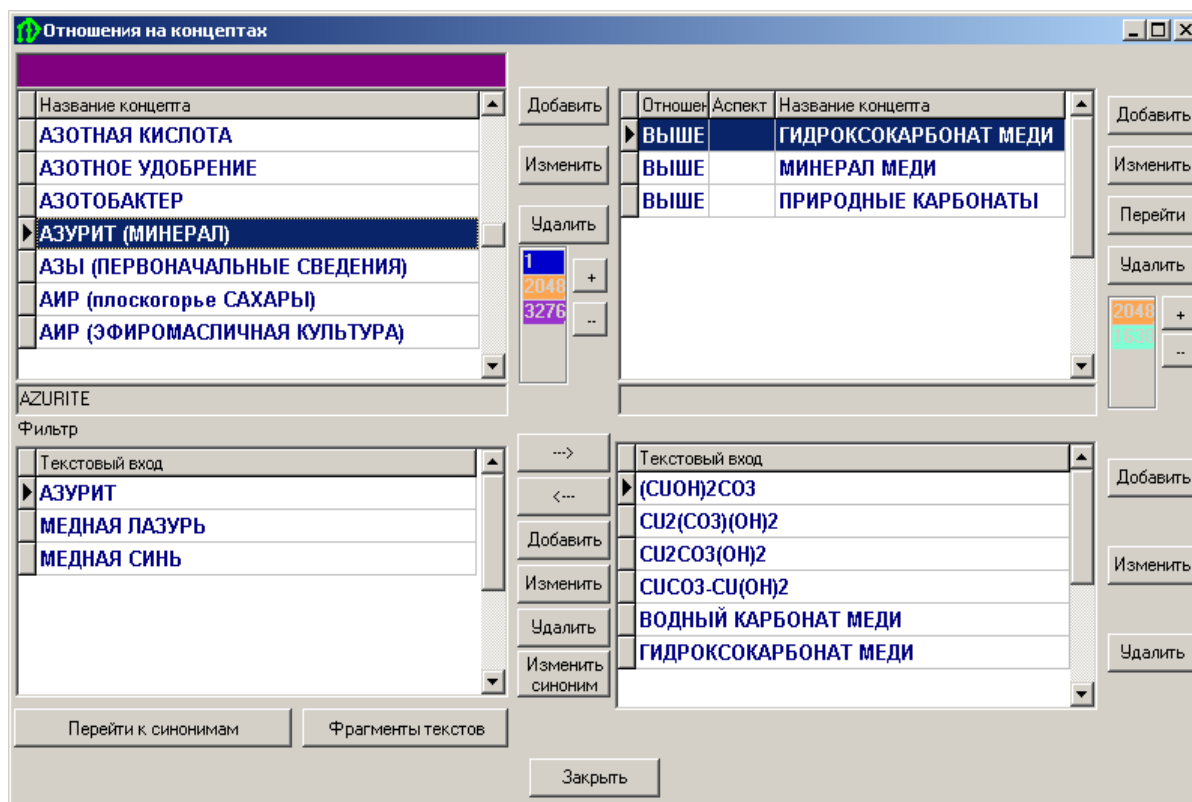 Отношения на концептах
Название концепта
АЗОТНАЯ КИСЛОТА
АЗОТНОЕ УДОБРЕНИЕ
АЗОТОБАКТЕР
АЗУРИТ (МИНЕРАЛ)
АЗЫ (ПЕРВОНАЧАЛЬНЫЕ СВЕДЕНИЯ)
АИР (плоскогорье САХАРЫ)
АИР (ЭФИРОМАСЛИЧНАЯ КУЛЬТУРА)
AZURITE
Добавить
Изменить
Удалить
1
2048
3276
+
--
Отношен Аспект Название концепта
ВЫШЕ ГИДРОКСОКАРБОНАТ МЕДИ
ВЫШЕ МИНЕРАЛ МЕДИ
ВЫШЕ ПРИРОДНЫЕ КАРБОНАТЫ
Добавить
Изменить
Перейти
Удалить
2048
+
--
Фильтр
Текстовый вход
АЗУРИТ
МЕДНАЯ ЛАЗУРЬ
МЕДНАЯ СИНЬ
--->
<---
Добавить
Изменить
Удалить
Изменить
синоним
Текстовый вход
(CUOH)2CO3
CU2(CO3)(OH)2
CU2CO3(OH)2
CUCO3-CU(OH)2
ВОДНЫЙ КАРБОНАТ МЕДИ
ГИДРОКСОКАРБОНАТ МЕДИ
Добавить
Изменить
Удалить
Перейти к синонимам
Фрагменты текстов
Закрыть